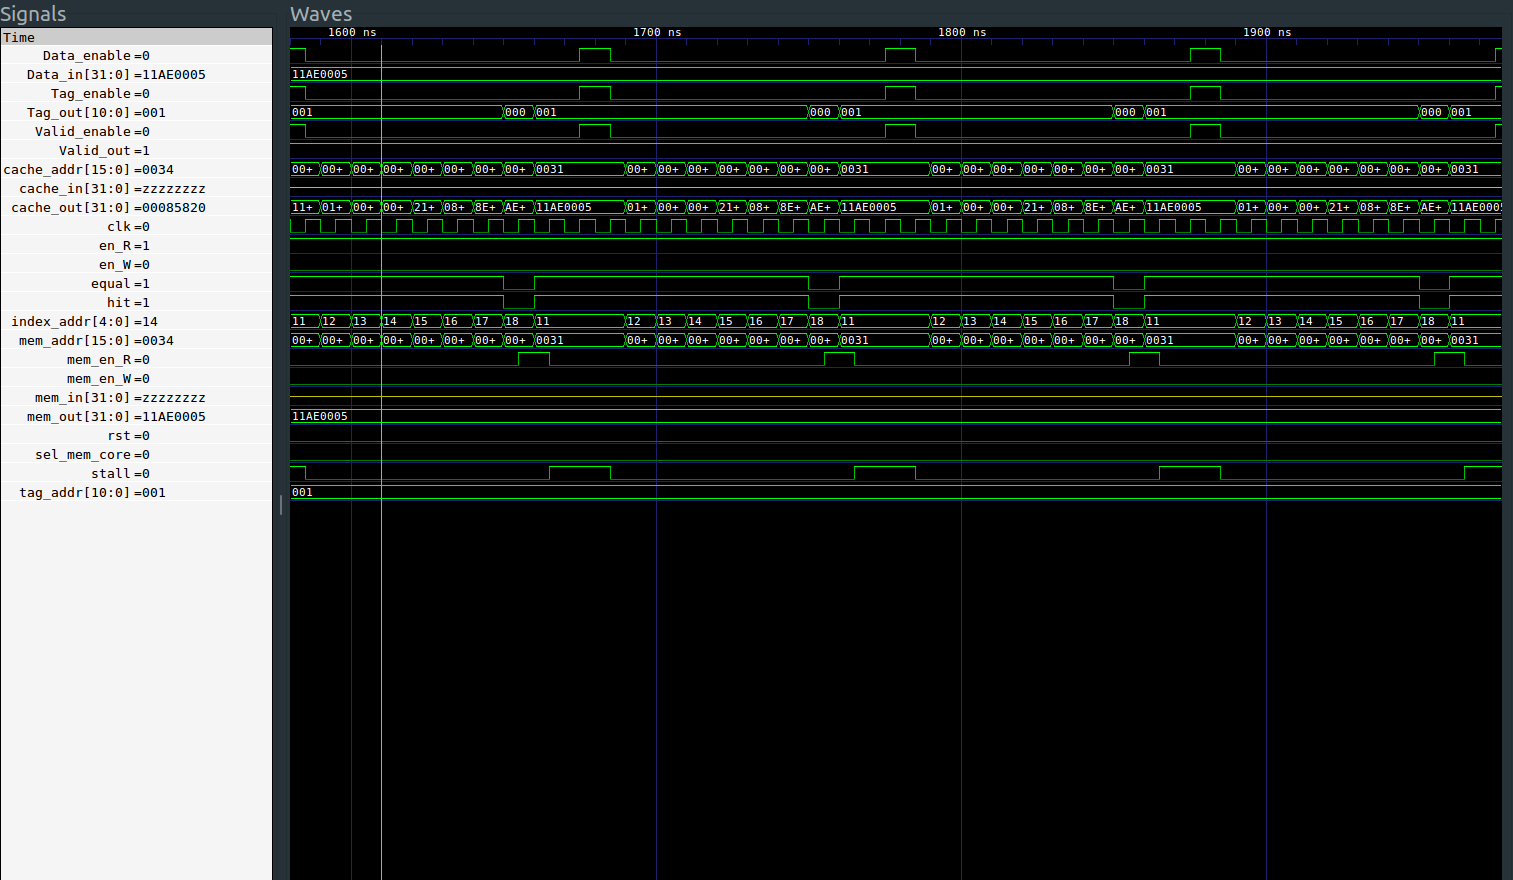 Signals Waves
Time 1600 ns 1700 ns 1800 ns 1900 ns
Data_enable=0
Data_in[31:0]=11AE0005 11AE0005
Tag_enable=0
Tag_out[10:0]=001 001 000 001 000 001 000 001 000 001
Valid_enable=0
Valid_out=1
cache_addr[15:0]=0034 00+ 00+ 00+ 00+ 00+ 00+ 00+ 00+ 0031 00+ 00+ 00+ 00+ 00+ 00+ 00+ 0031 00+ 00+ 00+ 00+ 00+ 00+ 00+ 0031 00+ 00+ 00+ 00+ 00+ 00+ 00+ 0031
cache_in[31:0]=zzzzzzzz
cache_out[31:0]=00085820 11+ 01+ 00+ 00+ 21+ 08+ 8E+ AE+ 11AE0005 01+ 00+ 00+ 21+ 08+ 8E+ AE+ 11AE0005 01+ 00+ 00+ 21+ 08+ 8E+ AE+ 11AE0005 01+ 00+ 00+ 21+ 08+ 8E+ AE+ 11AE0005
clk=0
en_R=1
en_W=0
equal=1
hit=1
index_addr[4:0]=14 11 12 13 14 15 16 17 18 11 12 13 14 15 16 17 18 11 12 13 14 15 16 17 18 11 12 13 14 15 16 17 18 11
mem_addr[15:0]=0034 00+ 00+ 00+ 00+ 00+ 00+ 00+ 00+ 0031 00+ 00+ 00+ 00+ 00+ 00+ 00+ 0031 00+ 00+ 00+ 00+ 00+ 00+ 00+ 0031 00+ 00+ 00+ 00+ 00+ 00+ 00+ 0031
mem_en_R=0
mem_en_W=0
mem_in[31:0]=zzzzzzzz
mem_out[31:0]=11AE0005 11AE0005
rst=0
sel_mem_core=0
stall=0
tag_addr[10:0]=001 001